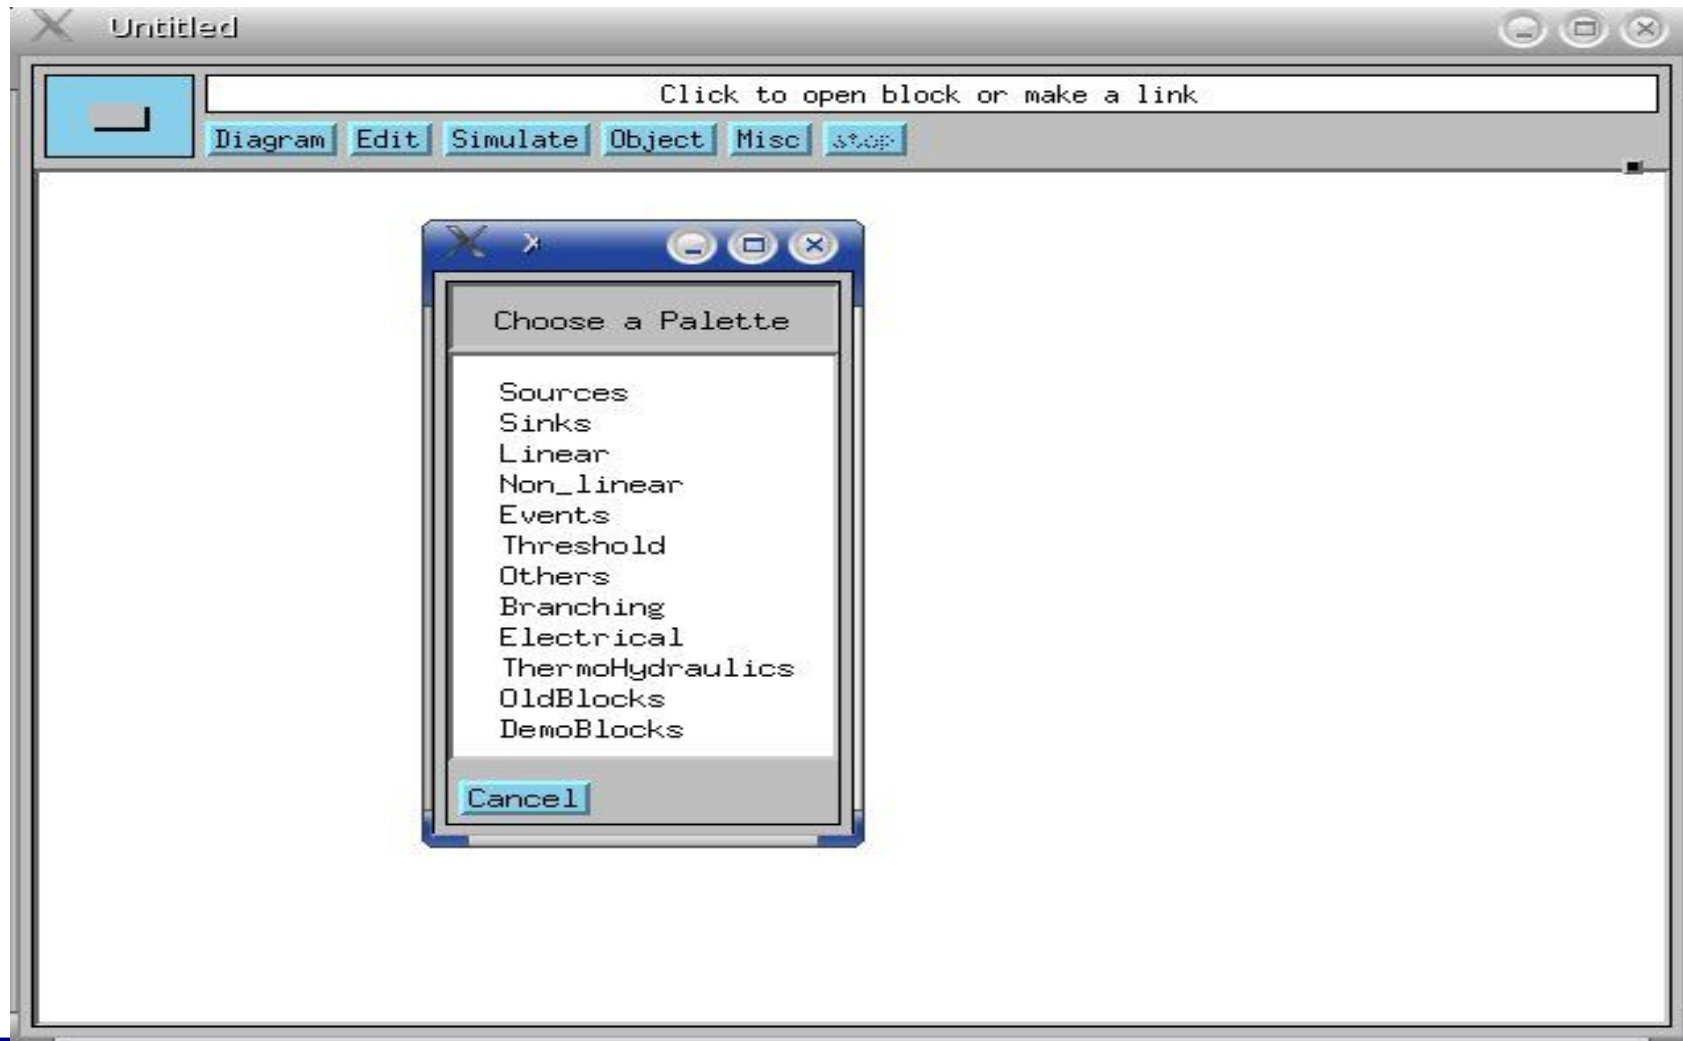 Untitled
Click to open block or make a link
Diagram Edit Simulate Object Misc stop
Choose a Palette
Sources
Sinks
Linear
Non_linear
Events
Threshold
Others
Branching
Electrical
ThermoHydraulics
OldBlocks
DemoBlocks
Cancel